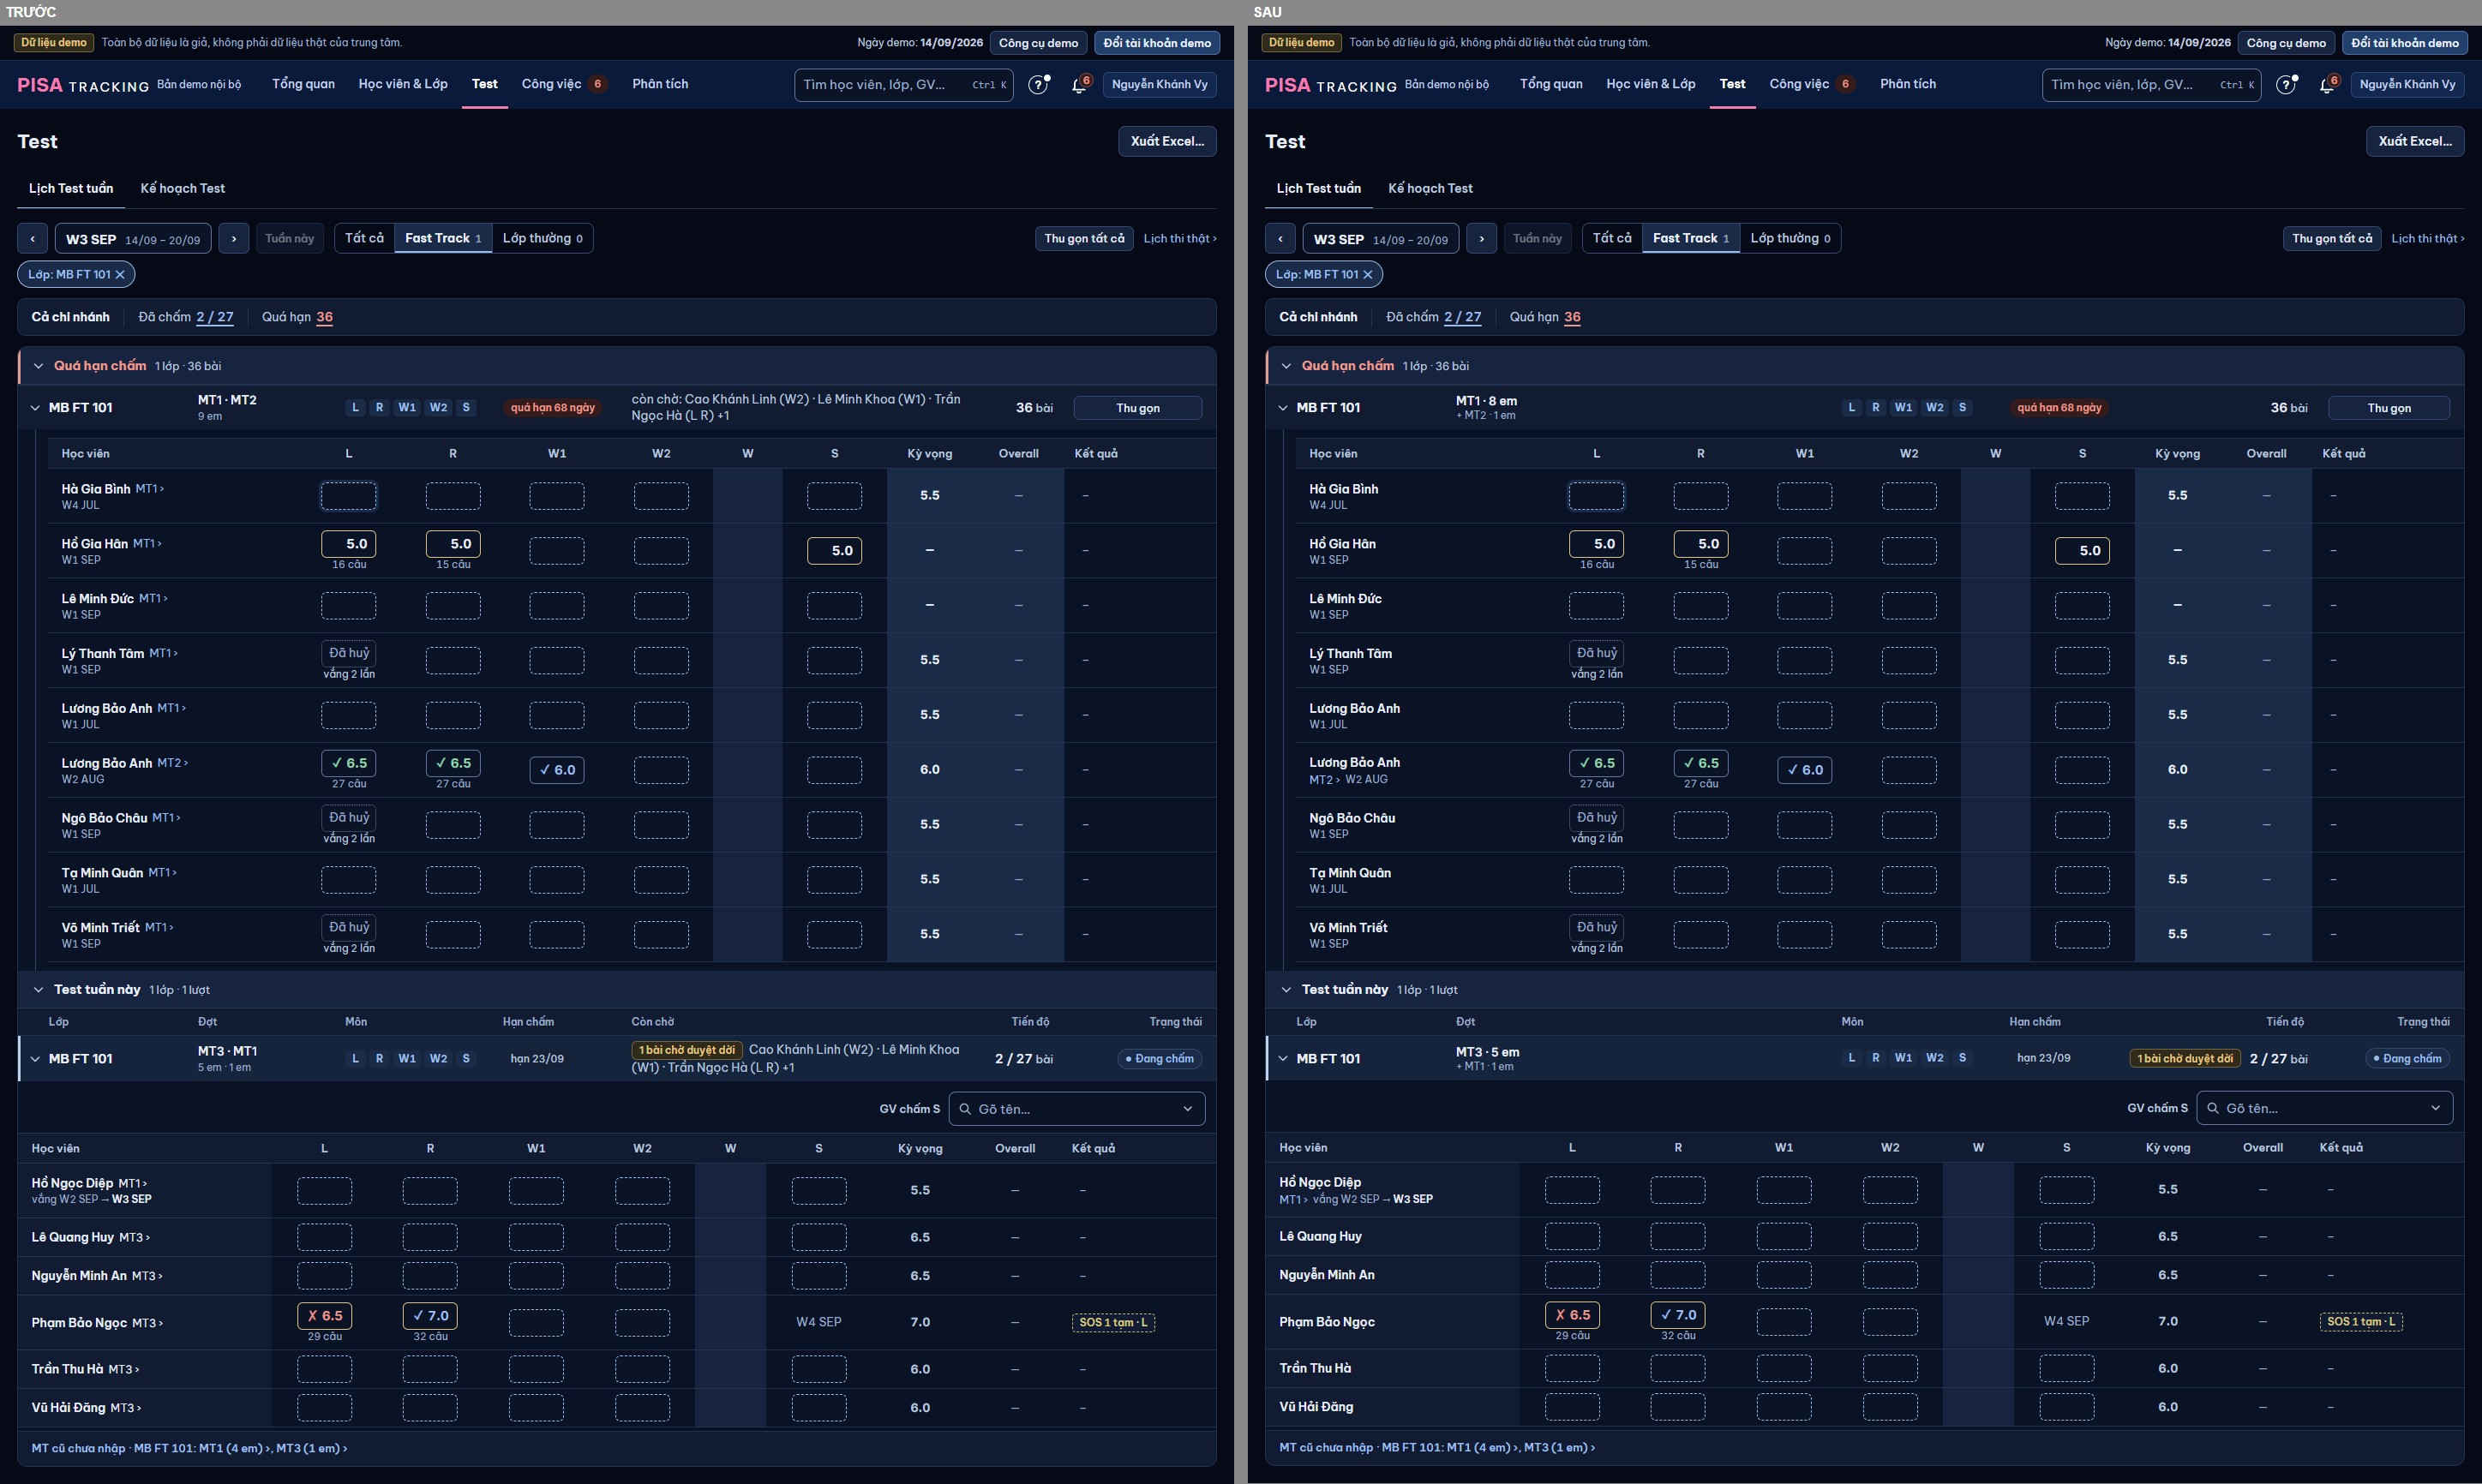 TRƯỚC
Dữ liệu demo Toàn bộ dữ liệu là giả, không phải dữ liệu thật của trung tâm. Ngày demo: 14/09/2026 Công cụ demo Đổi tài khoản demo
PISA TRACKING Bản demo nội bộ Tổng quan Học viên & Lớp Test Công việc 6 Phân tích Tìm học viên, lớp, GV... Ctrl K ? 6 Nguyễn Khánh Vy
Test Xuất Excel...
Lịch Test tuần Kế hoạch Test
‹ W3 SEP 14/09 – 20/09 › Tuần này Tất cả Fast Track 1 Lớp thường 0 Thu gọn tất cả Lịch thi thật ›
Lớp: MB FT 101 ✕
Cả chi nhánh Đã chấm 2 / 27 Quá hạn 36
Quá hạn chấm 1 lớp · 36 bài
MB FT 101 MT1 · MT2 L R W1 W2 S quá hạn 68 ngày còn chờ: Cao Khánh Linh (W2) · Lê Minh Khoa (W1) · Trần 36 bài Thu gọn
9 em Ngọc Hà (L R) +1
Học viên L R W1 W2 W S Kỳ vọng Overall Kết quả
Hà Gia Bình MT1 › 5.5 — –
W4 JUL
Hồ Gia Hân MT1 › 5.0 5.0 5.0 — — –
W1 SEP 16 câu 15 câu
Lê Minh Đức MT1 › — — –
W1 SEP
Lý Thanh Tâm MT1 › Đã huỷ 5.5 — –
W1 SEP vắng 2 lần
Lương Bảo Anh MT1 › 5.5 — –
W1 JUL
Lương Bảo Anh MT2 › ✓ 6.5 ✓ 6.5 ✓ 6.0 6.0 — –
W2 AUG 27 câu 27 câu
Ngô Bảo Châu MT1 › Đã huỷ 5.5 — –
W1 SEP vắng 2 lần
Tạ Minh Quân MT1 › 5.5 — –
W1 JUL
Võ Minh Triết MT1 › Đã huỷ 5.5 — –
W1 SEP vắng 2 lần
Test tuần này 1 lớp · 1 lượt
Lớp Đợt Môn Hạn chấm Còn chờ Tiến độ Trạng thái
MB FT 101 MT3 · MT1 L R W1 W2 S hạn 23/09 1 bài chờ duyệt dời Cao Khánh Linh (W2) · Lê Minh Khoa 2 / 27 bài • Đang chấm
5 em · 1 em (W1) · Trần Ngọc Hà (L R) +1
GV chấm S Gõ tên...
Học viên L R W1 W2 W S Kỳ vọng Overall Kết quả
Hồ Ngọc Diệp MT1 › 5.5 — –
vắng W2 SEP → W3 SEP
Lê Quang Huy MT3 › 6.5 — –
Nguyễn Minh An MT3 › 6.5 — –
Phạm Bảo Ngọc MT3 › ✗ 6.5 ✓ 7.0 W4 SEP 7.0 — SOS 1 tạm · L
29 câu 32 câu
Trần Thu Hà MT3 › 6.0 — –
Vũ Hải Đăng MT3 › 6.0 — –
MT cũ chưa nhập · MB FT 101: MT1 (4 em) ›, MT3 (1 em) ›
SAU
Dữ liệu demo Toàn bộ dữ liệu là giả, không phải dữ liệu thật của trung tâm. Ngày demo: 14/09/2026 Công cụ demo Đổi tài khoản demo
PISA TRACKING Bản demo nội bộ Tổng quan Học viên & Lớp Test Công việc 6 Phân tích Tìm học viên, lớp, GV... Ctrl K ? 6 Nguyễn Khánh Vy
Test Xuất Excel...
Lịch Test tuần Kế hoạch Test
‹ W3 SEP 14/09 – 20/09 › Tuần này Tất cả Fast Track 1 Lớp thường 0 Thu gọn tất cả Lịch thi thật ›
Lớp: MB FT 101 ✕
Cả chi nhánh Đã chấm 2 / 27 Quá hạn 36
Quá hạn chấm 1 lớp · 36 bài
MB FT 101 MT1 · 8 em L R W1 W2 S quá hạn 68 ngày 36 bài Thu gọn
+ MT2 · 1 em
Học viên L R W1 W2 W S Kỳ vọng Overall Kết quả
Hà Gia Bình 5.5 — –
W4 JUL
Hồ Gia Hân 5.0 5.0 5.0 — — –
W1 SEP 16 câu 15 câu
Lê Minh Đức — — –
W1 SEP
Lý Thanh Tâm Đã huỷ 5.5 — –
W1 SEP vắng 2 lần
Lương Bảo Anh 5.5 — –
W1 JUL
Lương Bảo Anh ✓ 6.5 ✓ 6.5 ✓ 6.0 6.0 — –
MT2 › W2 AUG 27 câu 27 câu
Ngô Bảo Châu Đã huỷ 5.5 — –
W1 SEP vắng 2 lần
Tạ Minh Quân 5.5 — –
W1 JUL
Võ Minh Triết Đã huỷ 5.5 — –
W1 SEP vắng 2 lần
Test tuần này 1 lớp · 1 lượt
Lớp Đợt Môn Hạn chấm Tiến độ Trạng thái
MB FT 101 MT3 · 5 em L R W1 W2 S hạn 23/09 1 bài chờ duyệt dời 2 / 27 bài • Đang chấm
+ MT1 · 1 em
GV chấm S Gõ tên...
Học viên L R W1 W2 W S Kỳ vọng Overall Kết quả
Hồ Ngọc Diệp 5.5 — –
MT1 › vắng W2 SEP → W3 SEP
Lê Quang Huy 6.5 — –
Nguyễn Minh An 6.5 — –
Phạm Bảo Ngọc ✗ 6.5 ✓ 7.0 W4 SEP 7.0 — SOS 1 tạm · L
29 câu 32 câu
Trần Thu Hà 6.0 — –
Vũ Hải Đăng 6.0 — –
MT cũ chưa nhập · MB FT 101: MT1 (4 em) ›, MT3 (1 em) ›